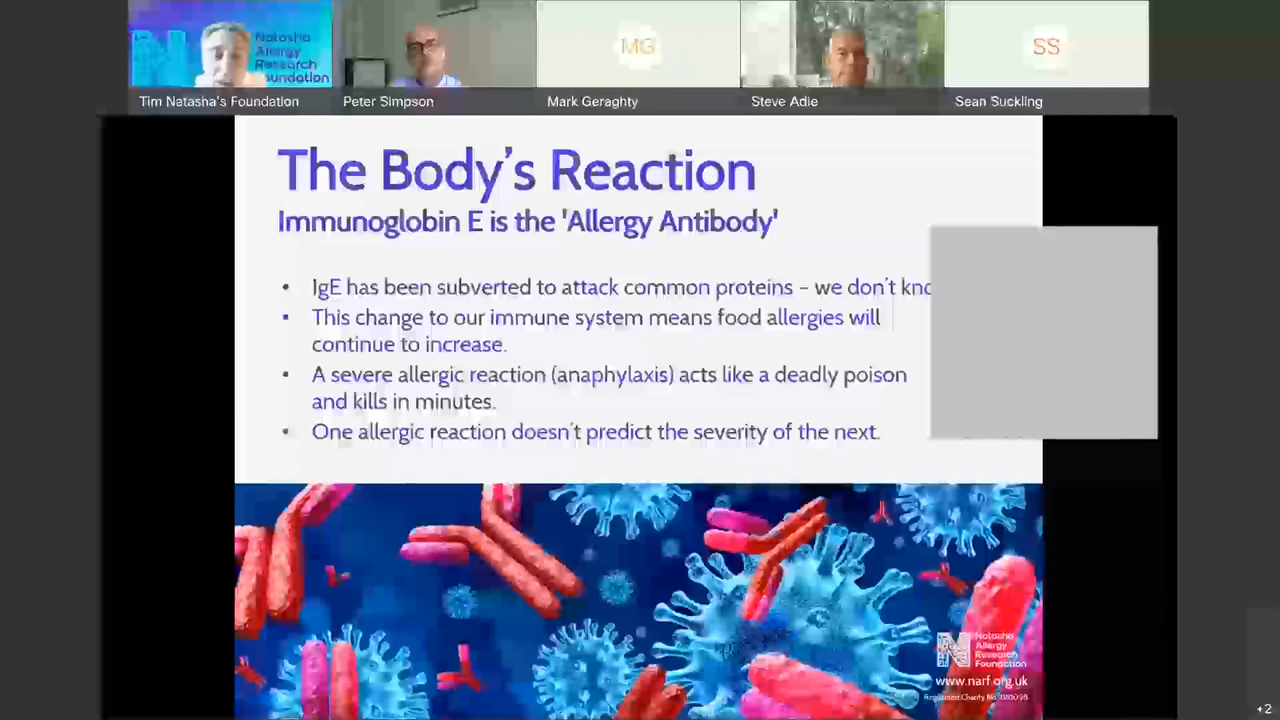 Natasha
Allergy
Research
Foundation
MG
SS
Tim Natasha's Foundation
Peter Simpson
Mark Geraghty
Steve Adie
Sean Suckling
The Body's Reaction
Immunoglobin E is the 'Allergy Antibody'
• IgE has been subverted to attack common proteins – we don't kno
• This change to our immune system means food allergies will
continue to increase.
• A severe allergic reaction (anaphylaxis) acts like a deadly poison
and kills in minutes.
• One allergic reaction doesn't predict the severity of the next.
Natasha
Allergy
Research
Foundation
www.narf.org.uk
Registered Charity No.
+2